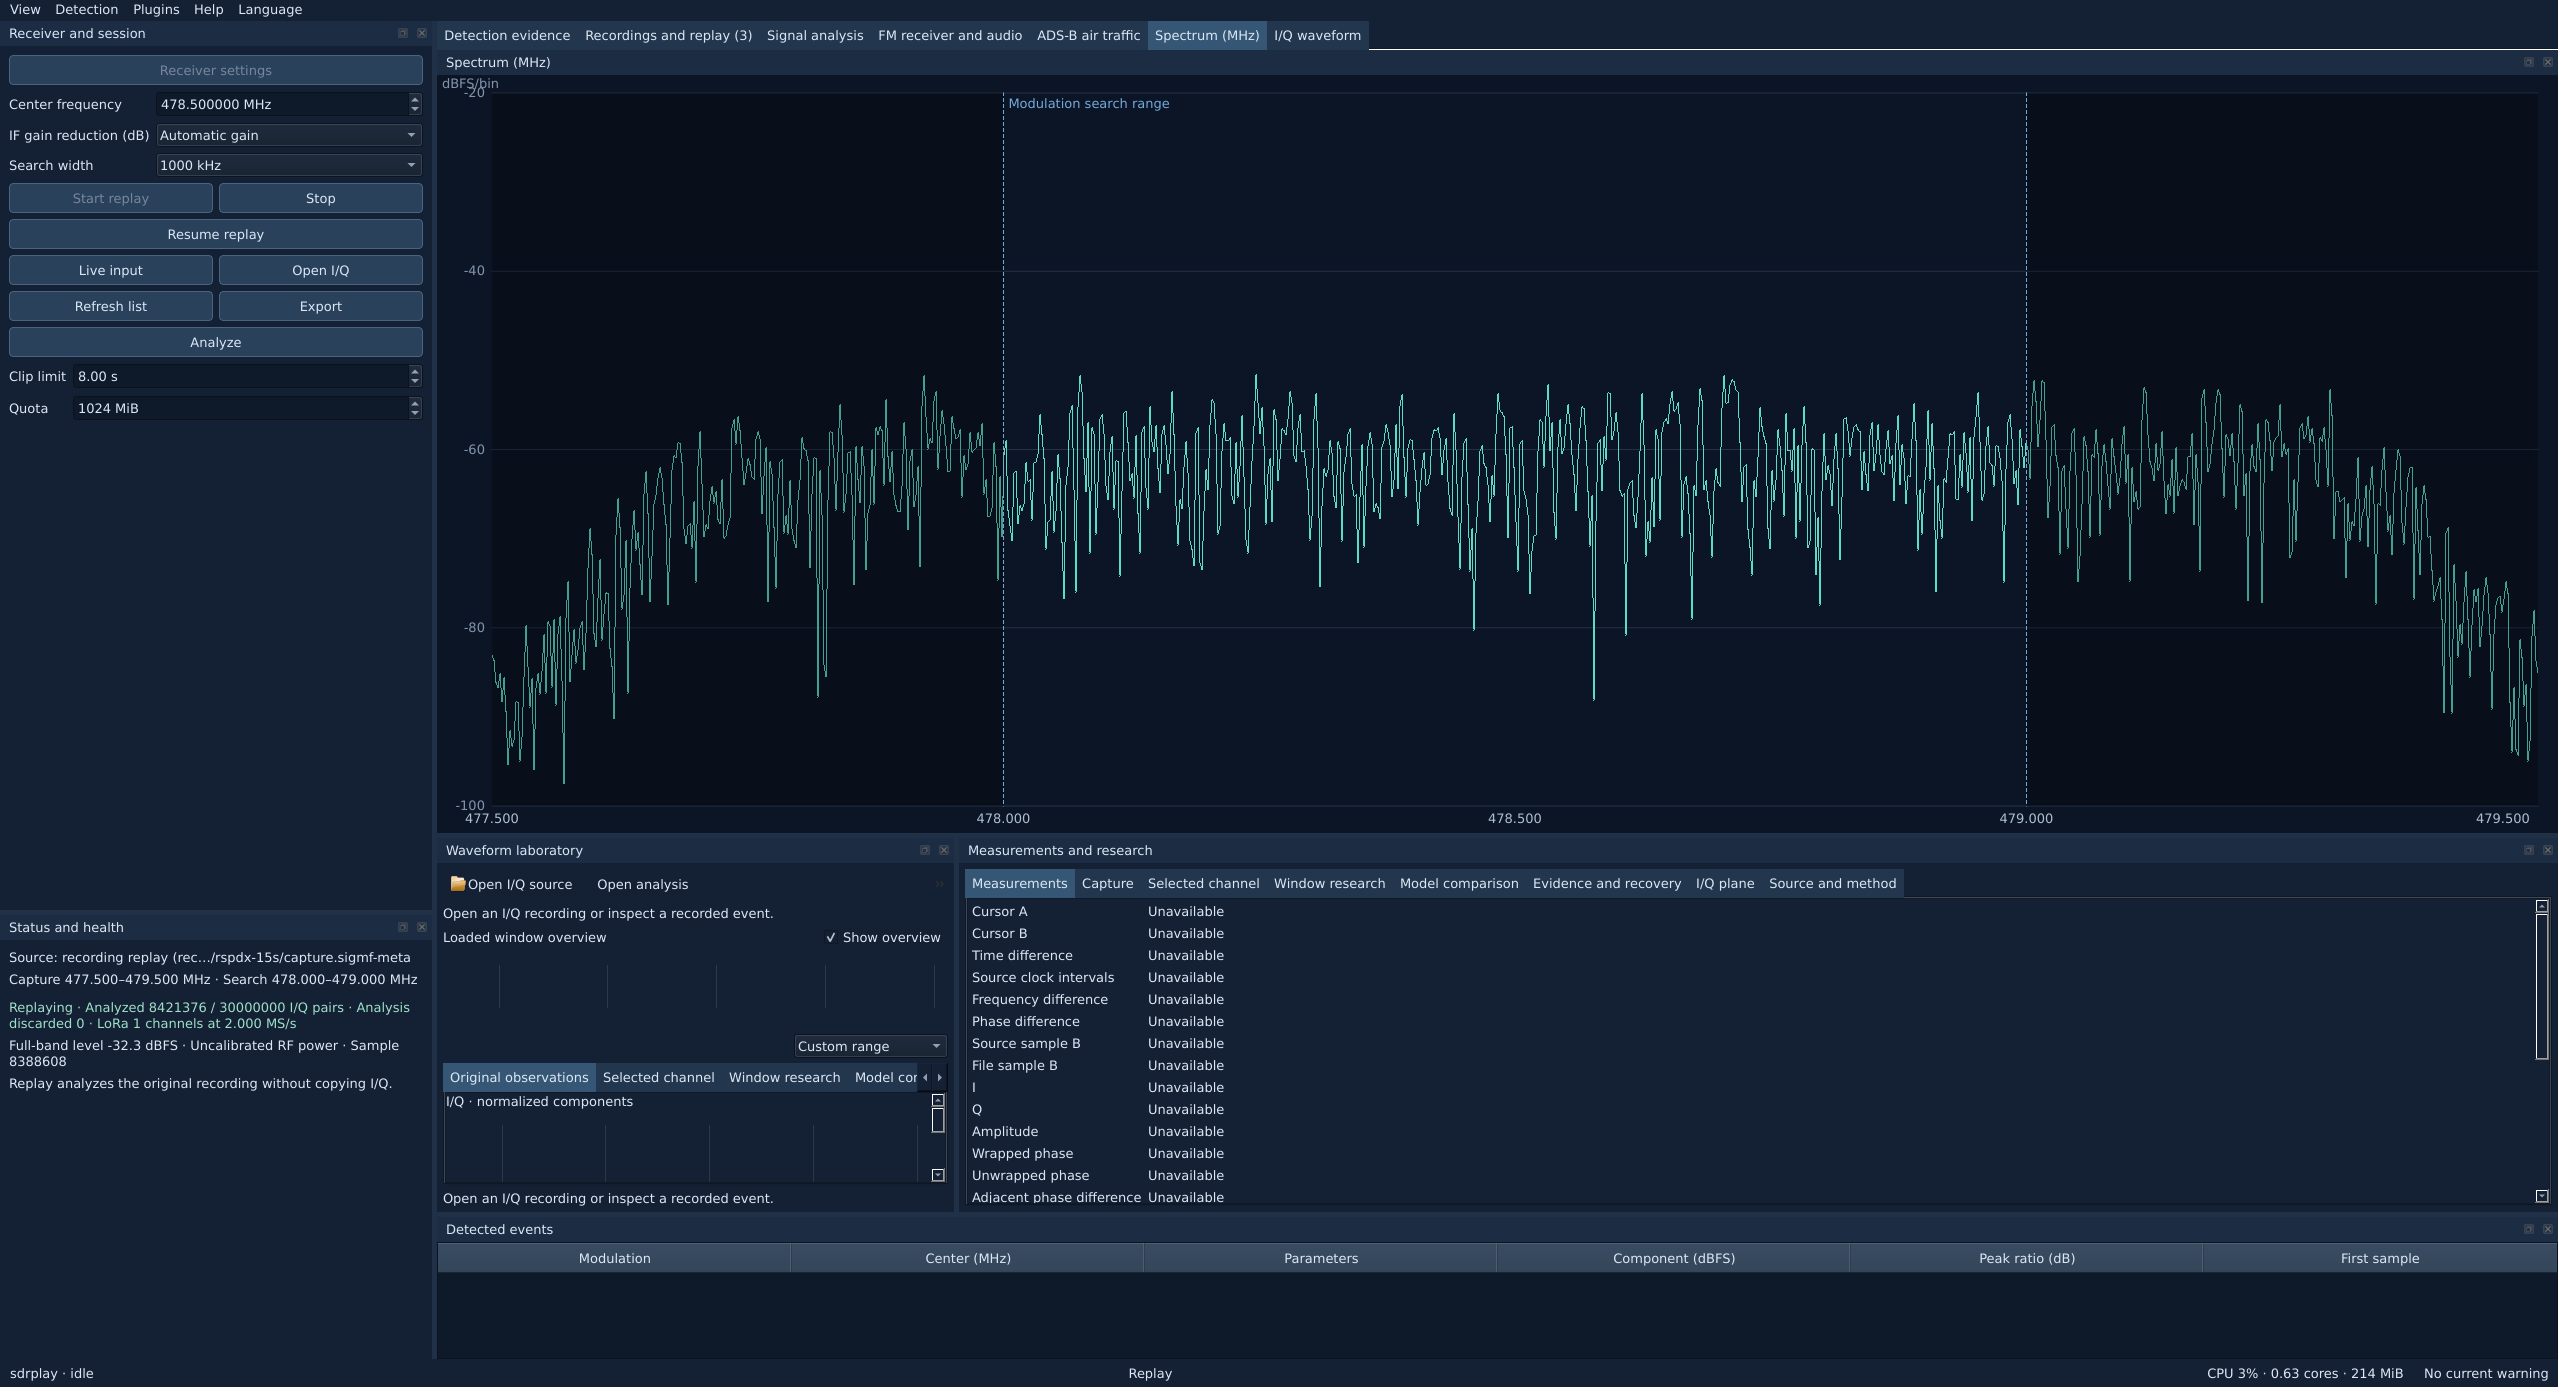 View Detection Plugins Help Language
Receiver and session
Receiver settings
Center frequency 478.500000 MHz
IF gain reduction (dB) Automatic gain
Search width 1000 kHz
Start replay Stop
Resume replay
Live input Open I/Q
Refresh list Export
Analyze
Clip limit 8.00 s
Quota 1024 MiB
Status and health
Source: recording replay (rec.../rspdx-15s/capture.sigmf-meta
Capture 477.500–479.500 MHz · Search 478.000–479.000 MHz
Replaying · Analyzed 8421376 / 30000000 I/Q pairs · Analysis
discarded 0 · LoRa 1 channels at 2.000 MS/s
Full-band level -32.3 dBFS · Uncalibrated RF power · Sample
8388608
Replay analyzes the original recording without copying I/Q.
Detection evidence Recordings and replay (3) Signal analysis FM receiver and audio ADS-B air traffic Spectrum (MHz) I/Q waveform
Spectrum (MHz)
dBFS/bin
-20
Modulation search range
-40
-60
-80
-100
477.500 478.000 478.500 479.000 479.500
Waveform laboratory
Open I/Q source Open analysis
Open an I/Q recording or inspect a recorded event.
Loaded window overview Show overview
Custom range
Original observations Selected channel Window research Model cor
I/Q · normalized components
Open an I/Q recording or inspect a recorded event.
Measurements and research
Measurements Capture Selected channel Window research Model comparison Evidence and recovery I/Q plane Source and method
Cursor A Unavailable
Cursor B Unavailable
Time difference Unavailable
Source clock intervals Unavailable
Frequency difference Unavailable
Phase difference Unavailable
Source sample B Unavailable
File sample B Unavailable
I Unavailable
Q Unavailable
Amplitude Unavailable
Wrapped phase Unavailable
Unwrapped phase Unavailable
Adjacent phase difference Unavailable
Detected events
Modulation Center (MHz) Parameters Component (dBFS) Peak ratio (dB) First sample
sdrplay · idle Replay CPU 3% · 0.63 cores · 214 MiB No current warning